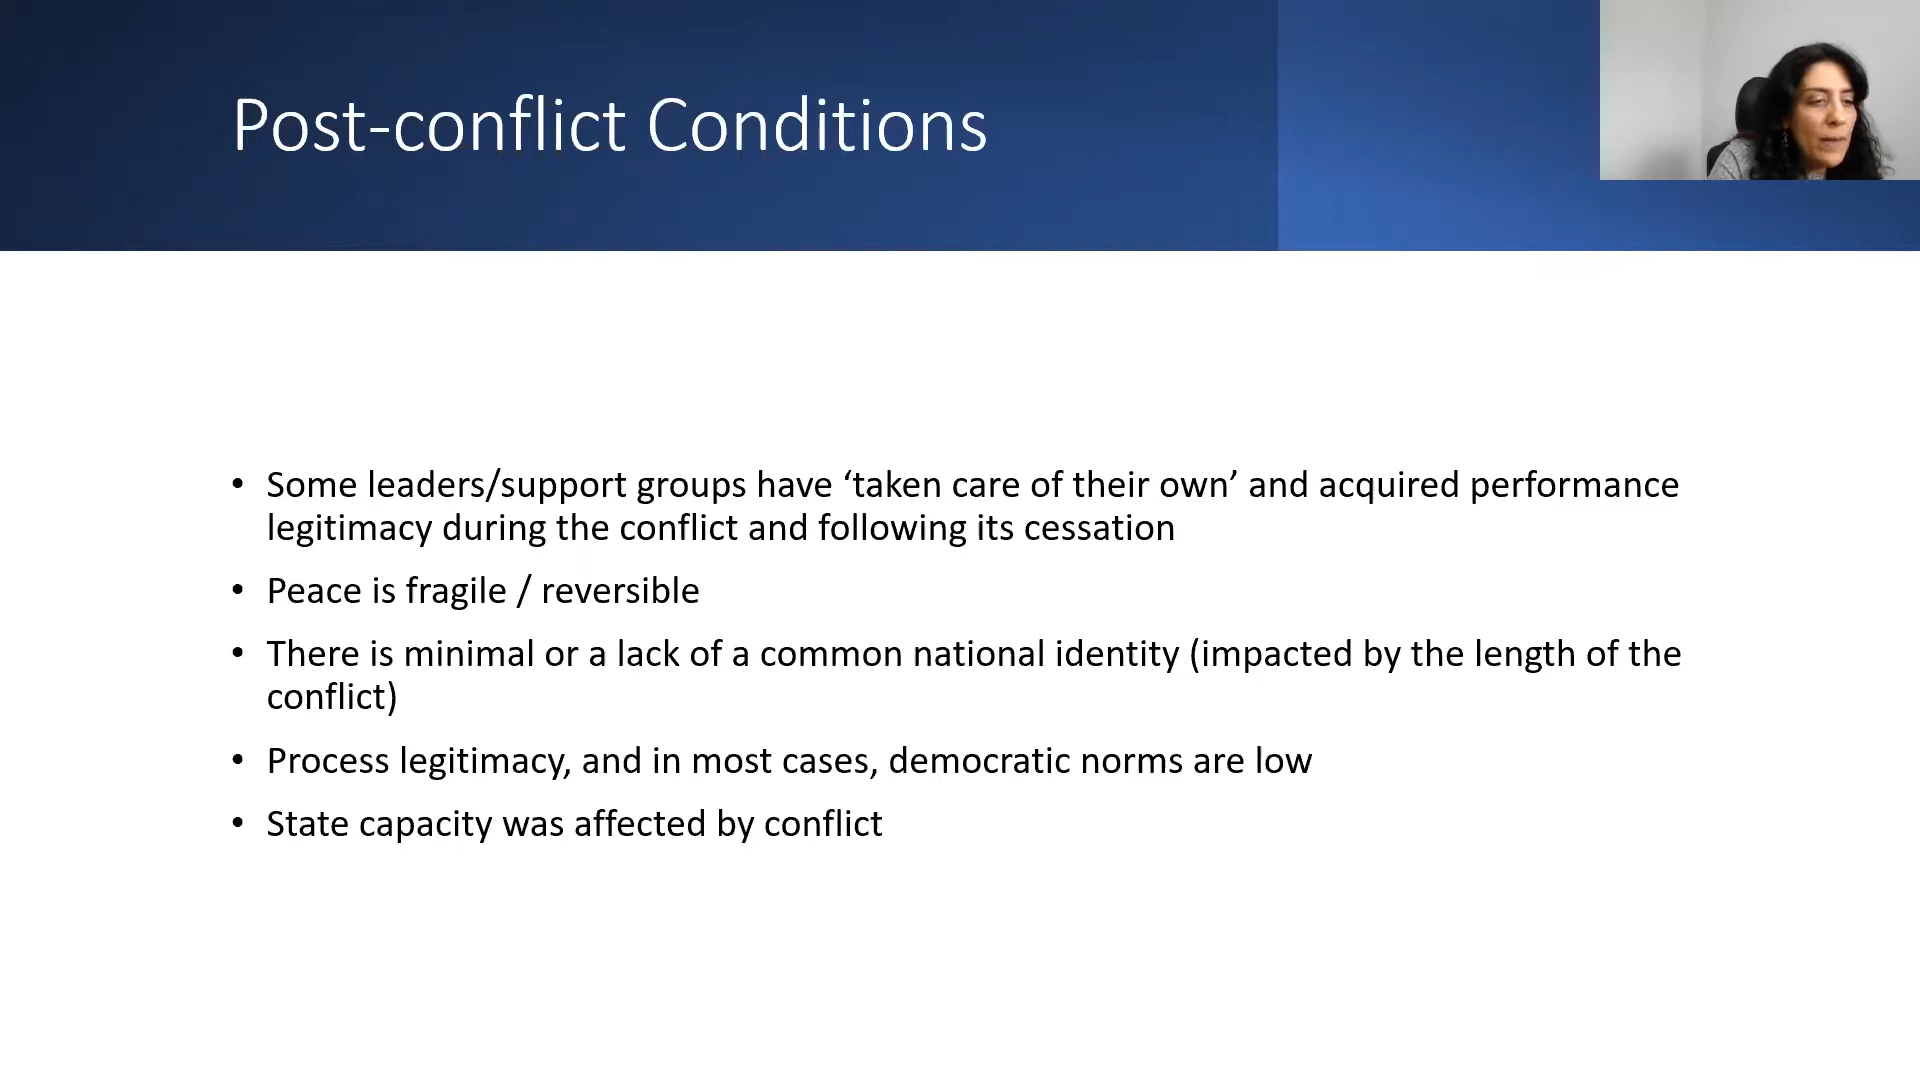 Post-conflict Conditions
• Some leaders/support groups have ‘taken care of their own’ and acquired performance
legitimacy during the conflict and following its cessation
• Peace is fragile / reversible
• There is minimal or a lack of a common national identity (impacted by the length of the
conflict)
• Process legitimacy, and in most cases, democratic norms are low
• State capacity was affected by conflict